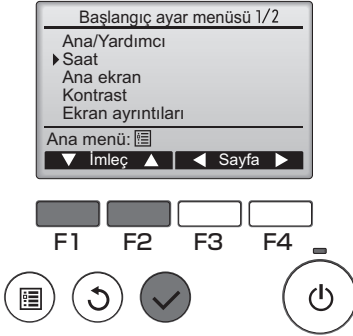 Başlangıç ayar menüsü 1/2
Ana/Yardımcı
Saat
Ana ekran
Kontrast
Ekran ayrıntıları
Ana menü:
İmleç Sayfa
F1 F2 F3 F4